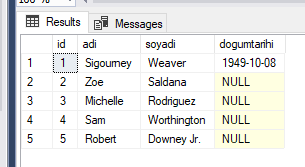 100 %
Results Messages
id adi soyadi dogumtarihi
1 1 Sigourney Weaver 1949-10-08
2 2 Zoe Saldana NULL
3 3 Michelle Rodriguez NULL
4 4 Sam Worthington NULL
5 5 Robert Downey Jr. NULL